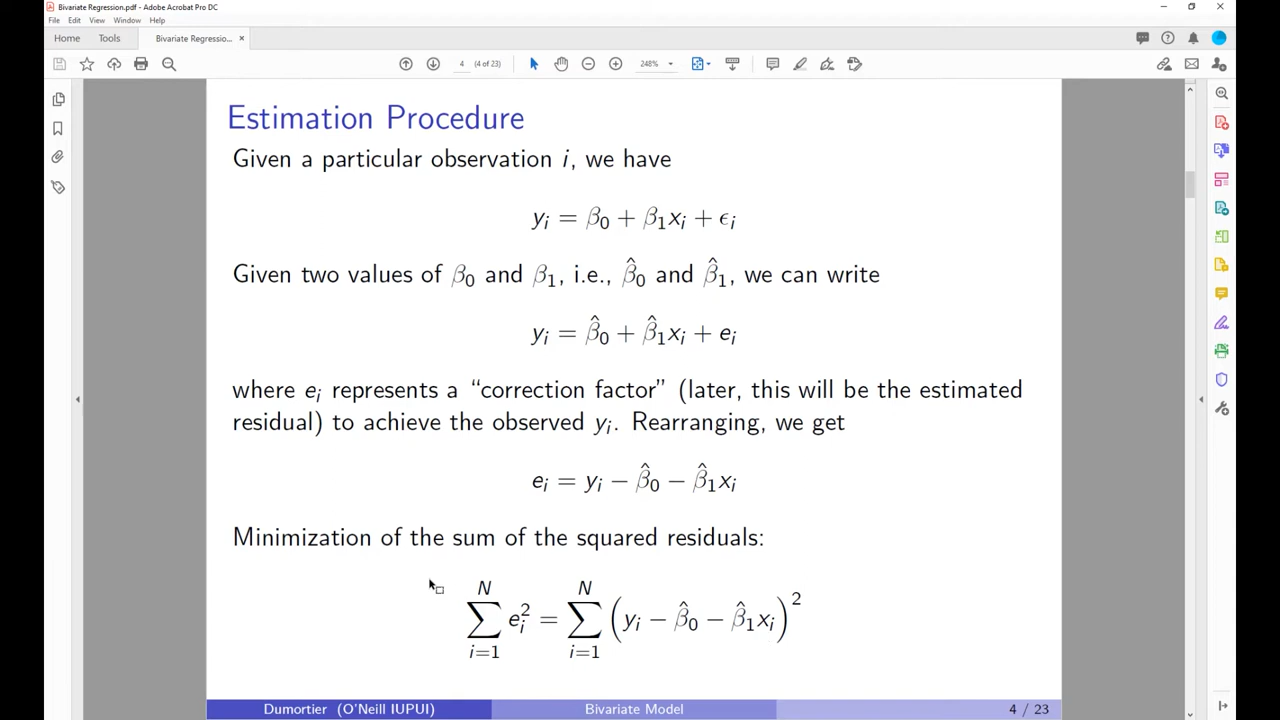 Bivariate Regression.pdf - Adobe Acrobat Pro DC
File Edit View Window Help
Home Tools Bivariate Regressio... ×
4 (4 of 23) 248%
Estimation Procedure
Given a particular observation i, we have
yᵢ = β₀ + β₁xᵢ + ϵᵢ
Given two values of β₀ and β₁, i.e., β̂₀ and β̂₁, we can write
yᵢ = β̂₀ + β̂₁xᵢ + eᵢ
where eᵢ represents a “correction factor” (later, this will be the estimated
residual) to achieve the observed yᵢ. Rearranging, we get
eᵢ = yᵢ − β̂₀ − β̂₁xᵢ
Minimization of the sum of the squared residuals:
∑ᵢ₌₁ᴺ eᵢ² = ∑ᵢ₌₁ᴺ (yᵢ − β̂₀ − β̂₁xᵢ)²
Dumortier (O'Neill IUPUI) Bivariate Model 4 / 23